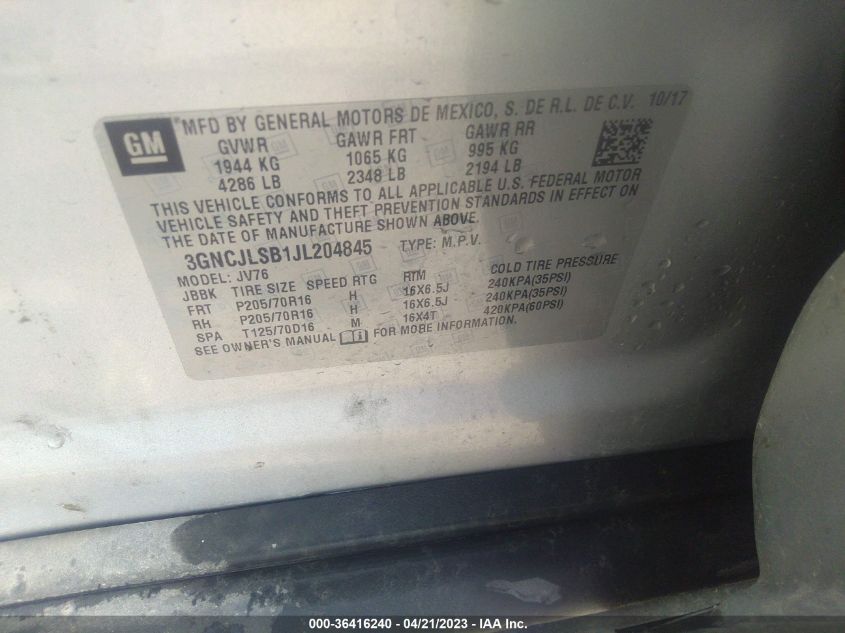 GM
*MFD BY GENERAL MOTORS DE MEXICO, S. DE R.L. DE C.V. 10/17
GVWR GAWR FRT GAWR RR
1944 KG 1065 KG 995 KG
4286 LB 2348 LB 2194 LB
THIS VEHICLE CONFORMS TO ALL APPLICABLE U.S. FEDERAL MOTOR
VEHICLE SAFETY AND THEFT PREVENTION STANDARDS IN EFFECT ON
THE DATE OF MANUFACTURE SHOWN ABOVE.
3GNCJLSB1JL204845 TYPE: M.P.V.
MODEL: JV76
JBBK TIRE SIZE SPEED RTG RIM COLD TIRE PRESSURE
FRT P205/70R16 H 16X6.5J 240KPA(35PSI)
RH P205/70R16 H 16X6.5J 240KPA(35PSI)
SPA T125/70D16 M 16X4T 420KPA(60PSI)
SEE OWNER'S MANUAL FOR MORE INFORMATION.
000-36416240 - 04/21/2023 - IAA Inc.